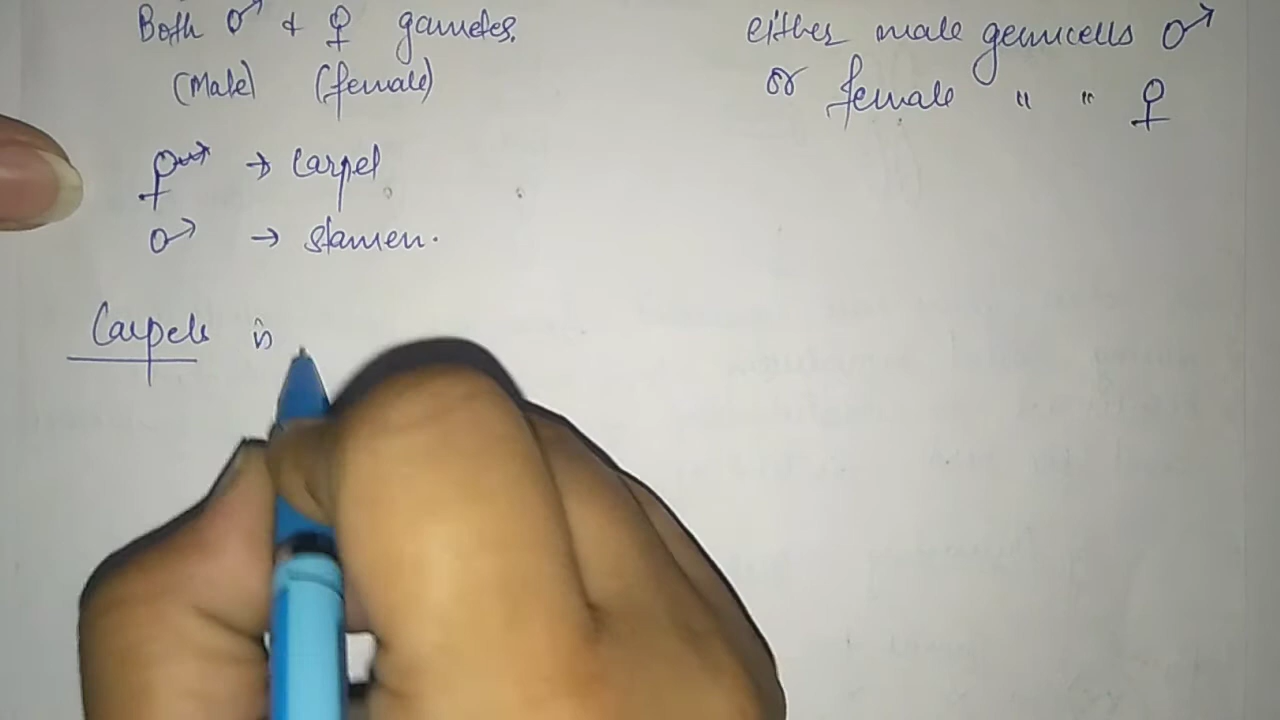 Both ♂ + ♀ gametes.
(Male) (female)
♀ → Carpel
♂ → stamen.
Carpels is
either male germcells ♂
or female " " ♀